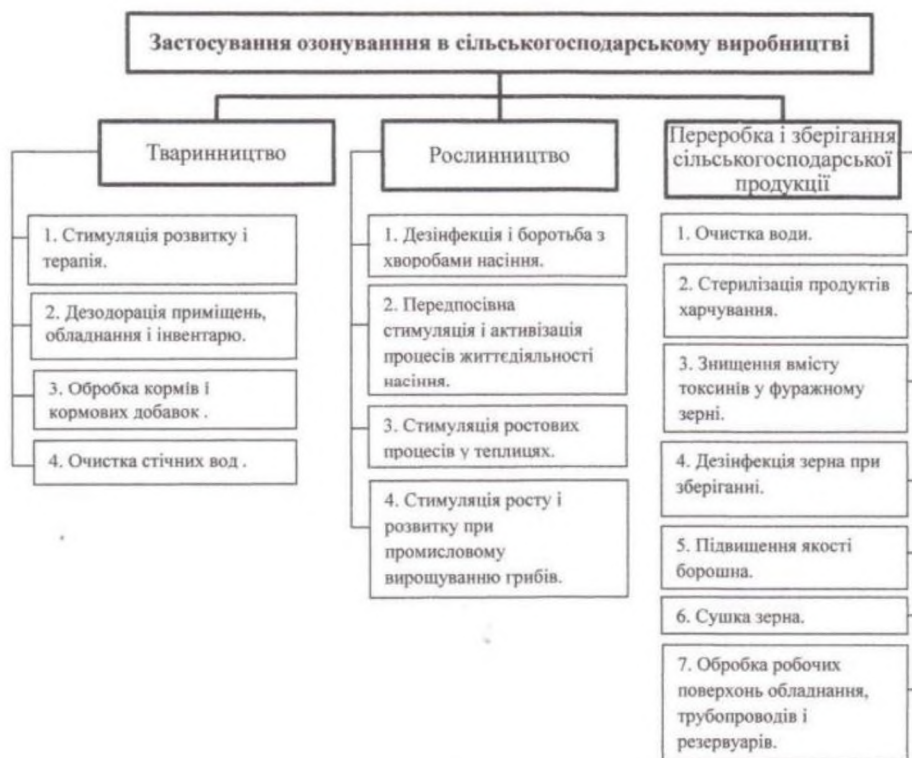 Застосування озонуванння в сільськогосподарському виробництві
Тваринництво
1. Стимуляція розвитку і
терапія.
2. Дезодорація приміщень,
обладнання і інвентарю.
3. Обробка кормів і
кормових добавок .
4. Очистка стічних вод .
Рослинництво
1. Дезінфекція і боротьба з
хворобами насіння.
2. Передпосівна
стимуляція і активізація
процесів життєдіяльності
насіння.
3. Стимуляція ростових
процесів у теплицях.
4. Стимуляція росту і
розвитку при
промисловому
вирощуванню грибів.
Переробка і зберігання
сільськогосподарської
продукції
1. Очистка води.
2. Стерилізація продуктів
харчування.
3. Знищення вмісту
токсинів у фуражному
зерні.
4. Дезінфекція зерна при
зберіганні.
5. Підвищення якості
борошна.
6. Сушка зерна.
7. Обробка робочих
поверхонь обладнання,
трубопроводів і
резервуарів.